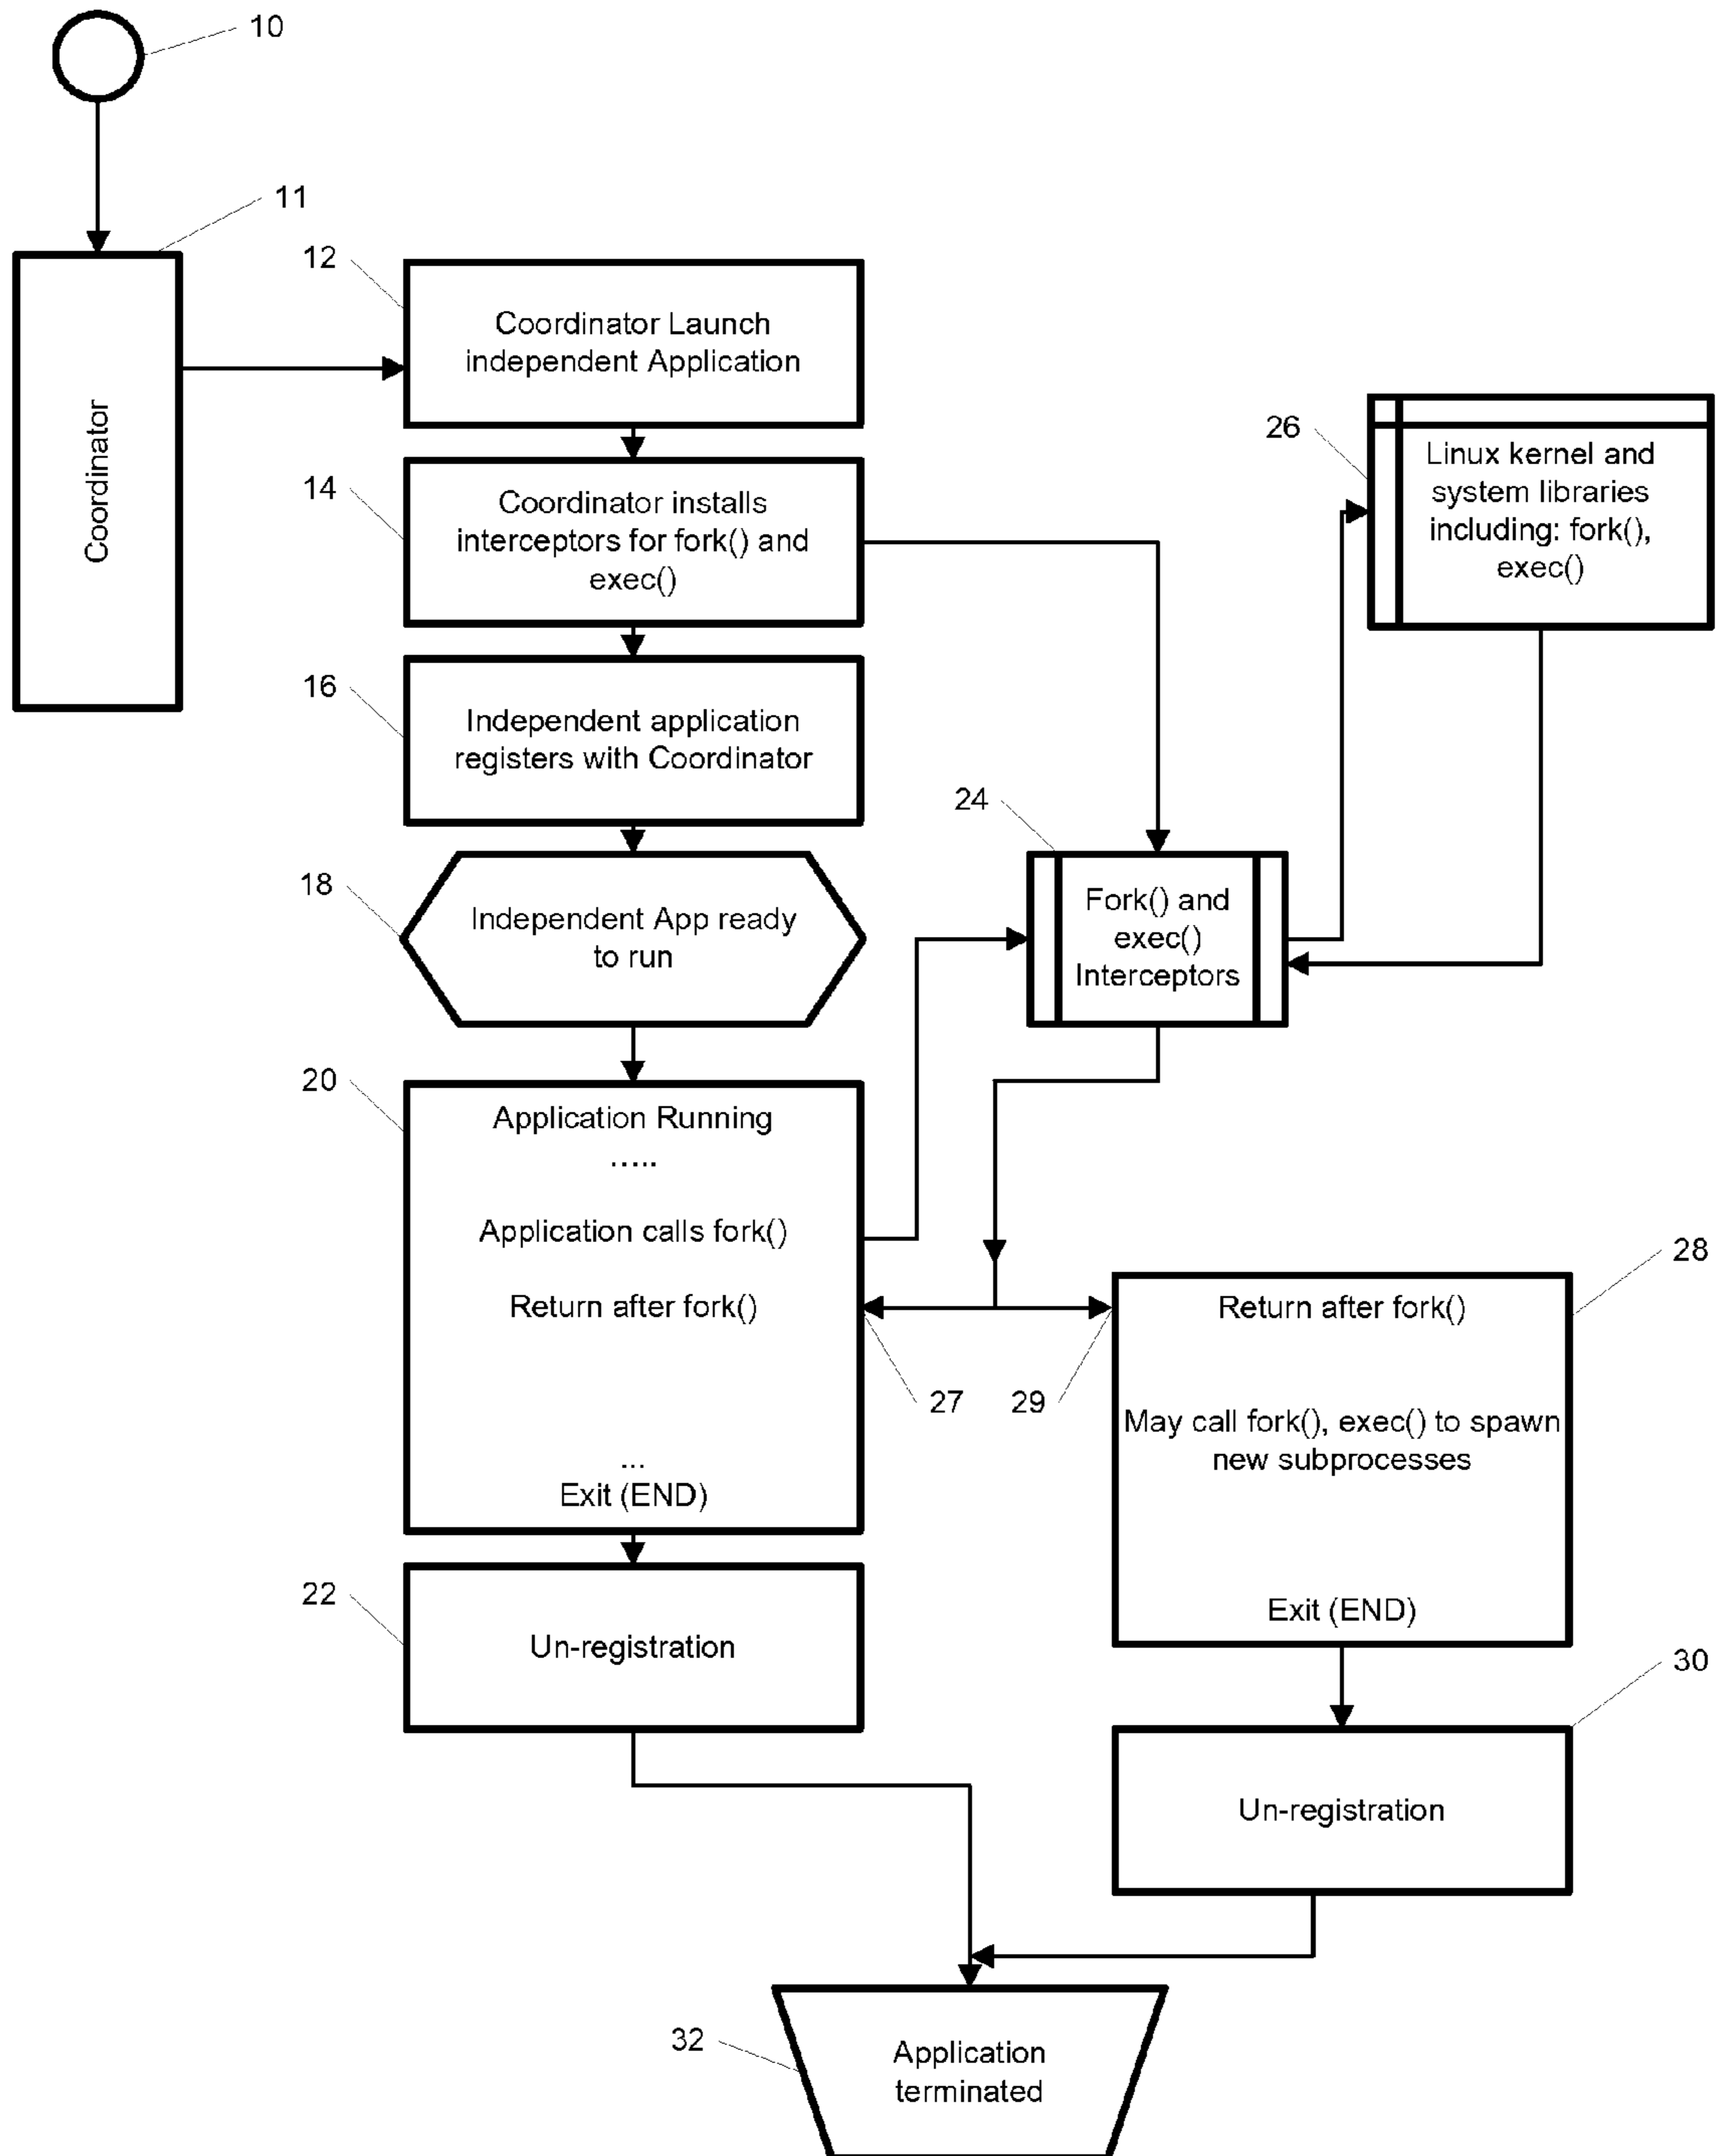 10
11
Coordinator
12
Coordinator Launch
independent Application
14
Coordinator installs
interceptors for fork() and
exec()
26
Linux kernel and
system libraries
including: fork(),
exec()
16
Independent application
registers with Coordinator
24
Fork() and
exec()
Interceptors
18
Independent App ready
to run
20
Application Running
.....
Application calls fork()
Return after fork()
...
Exit (END)
27
29
28
Return after fork()
May call fork(), exec() to spawn
new subprocesses
Exit (END)
22
Un-registration
30
Un-registration
32
Application
terminated